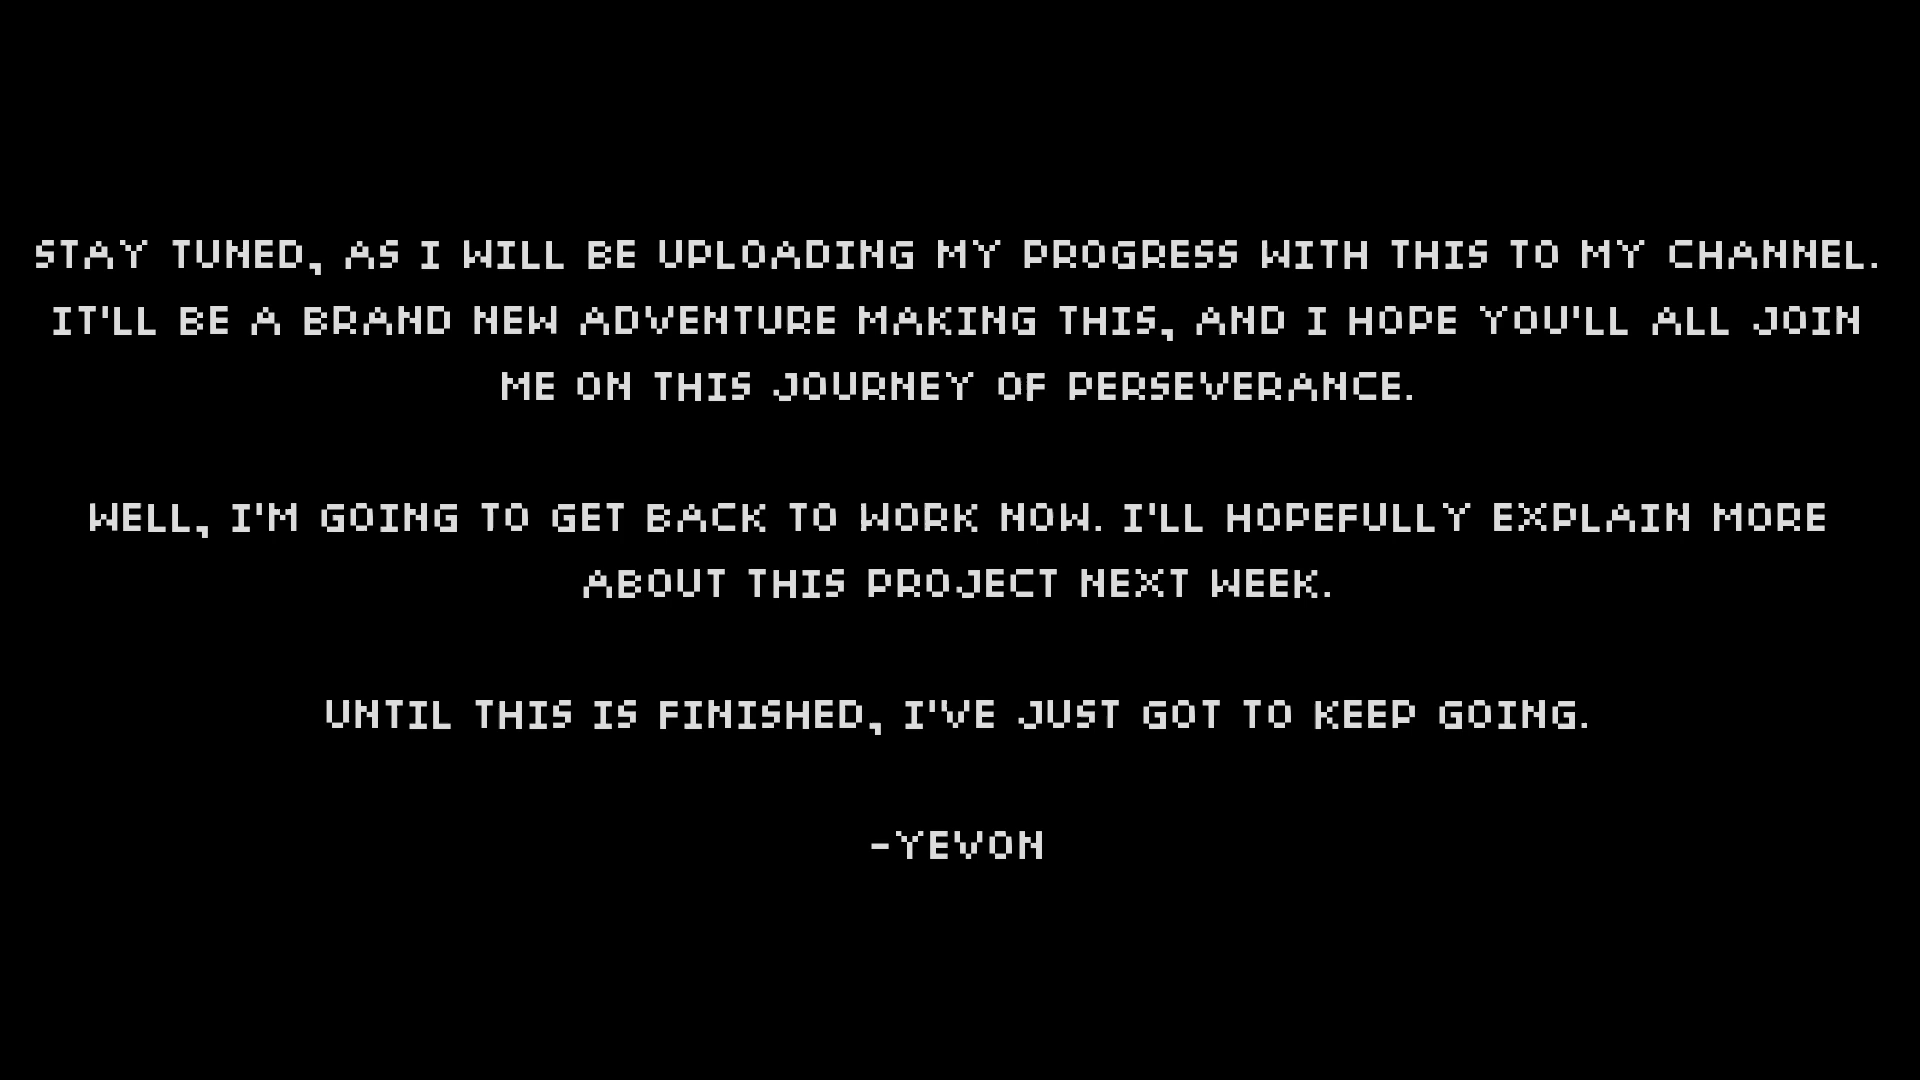 STAY TUNED, AS I WILL BE UPLOADING MY PROGRESS WITH THIS TO MY CHANNEL.
IT'LL BE A BRAND NEW ADVENTURE MAKING THIS, AND I HOPE YOU'LL ALL JOIN
ME ON THIS JOURNEY OF PERSEVERANCE.
WELL, I'M GOING TO GET BACK TO WORK NOW. I'LL HOPEFULLY EXPLAIN MORE
ABOUT THIS PROJECT NEXT WEEK.
UNTIL THIS IS FINISHED, I'VE JUST GOT TO KEEP GOING.
-YEVON